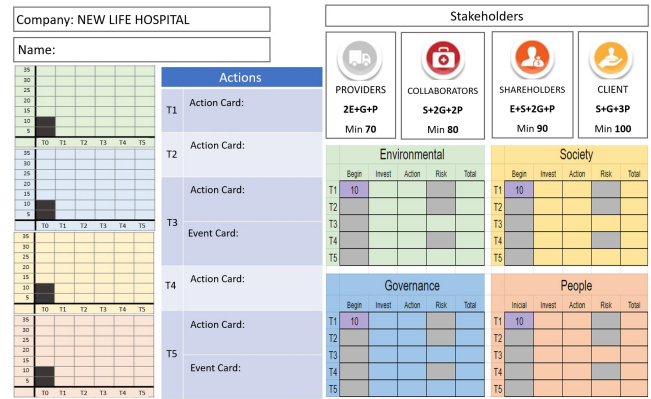 Company: NEW LIFE HOSPITAL
Name:
35
30
25
20
15
10
5
T0 T1 T2 T3 T4 T5
35
30
25
20
15
10
5
T0 T1 T2 T3 T4 T5
35
30
25
20
15
10
5
T0 T1 T2 T3 T4 T5
35
30
25
20
15
10
5
T0 T1 T2 T3 T4 T5
Actions
T1 Action Card:
T2 Action Card:
T3 Action Card:
Event Card:
T4 Action Card:
T5 Action Card:
Event Card:
Stakeholders
PROVIDERS
2E+G+P
Min 70
COLLABORATORS
S+2G+2P
Min 80
SHAREHOLDERS
E+S+2G+P
Min 90
CLIENT
S+G+3P
Min 100
Environmental
Begin Invest Action Risk Total
T1 10
T2
T3
T4
T5
Society
Begin Invest Action Risk Total
T1 10
T2
T3
T4
T5
Governance
Begin Invest Action Risk Total
T1 10
T2
T3
T4
T5
People
Inicial Invest Action Risk Total
T1 10
T2
T3
T4
T5